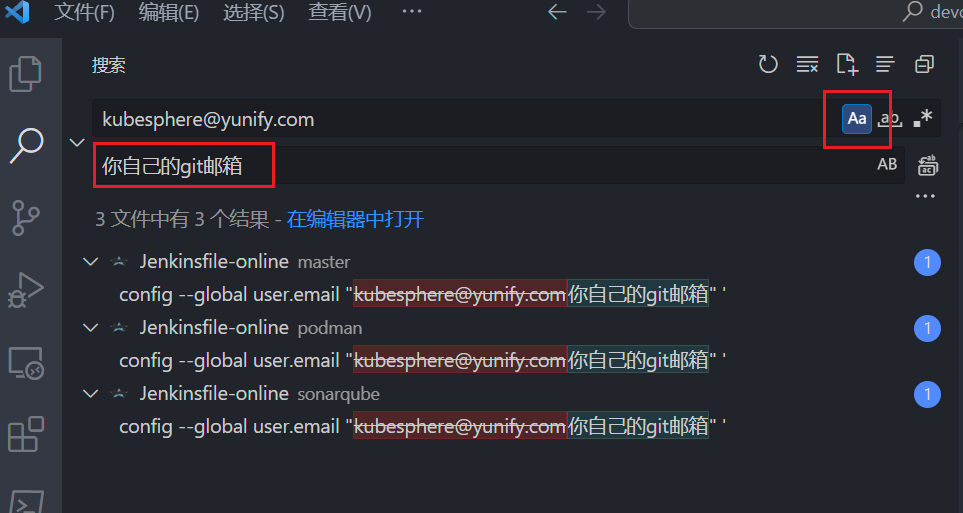 文件(F) 编辑(E) 选择(S) 查看(V) ··· devo
搜索
kubesphere@yunify.com Aa ab .*
你自己的git邮箱 AB
3 文件中有 3 个结果 - 在编辑器中打开
Jenkinsfile-online master 1
config --global user.email "kubesphere@yunify.com你自己的git邮箱" '
Jenkinsfile-online podman 1
config --global user.email "kubesphere@yunify.com你自己的git邮箱" '
Jenkinsfile-online sonarqube 1
config --global user.email "kubesphere@yunify.com你自己的git邮箱" '